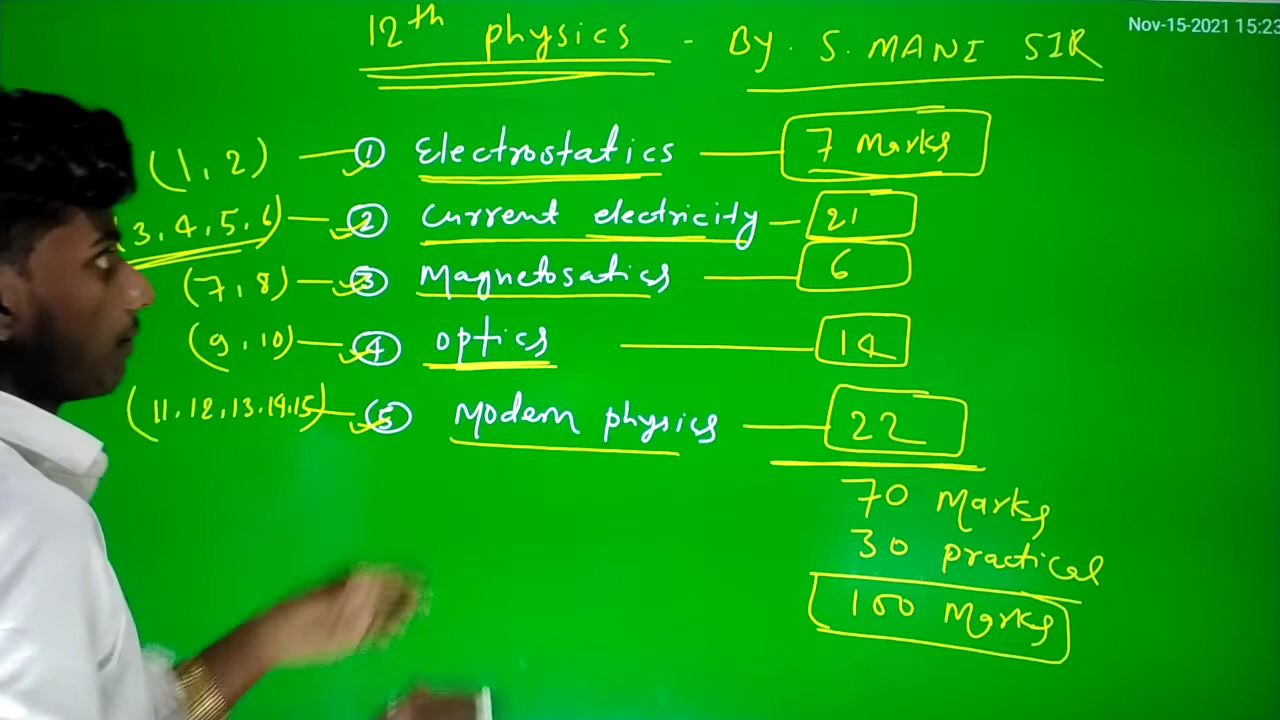 Nov-15-2021 15:23
12th physics - By. S. MANI SIR
(1, 2) — ① Electrostatics — 7 Marks
(3, 4, 5, 6) — ② Current electricity — 21
(7, 8) — ③ Magnetosatics — 6
(9, 10) — ④ optics — 14
(11, 12, 13, 14, 15) — ⑤ Modern physics — 22
70 Marks
30 practical
100 Marks